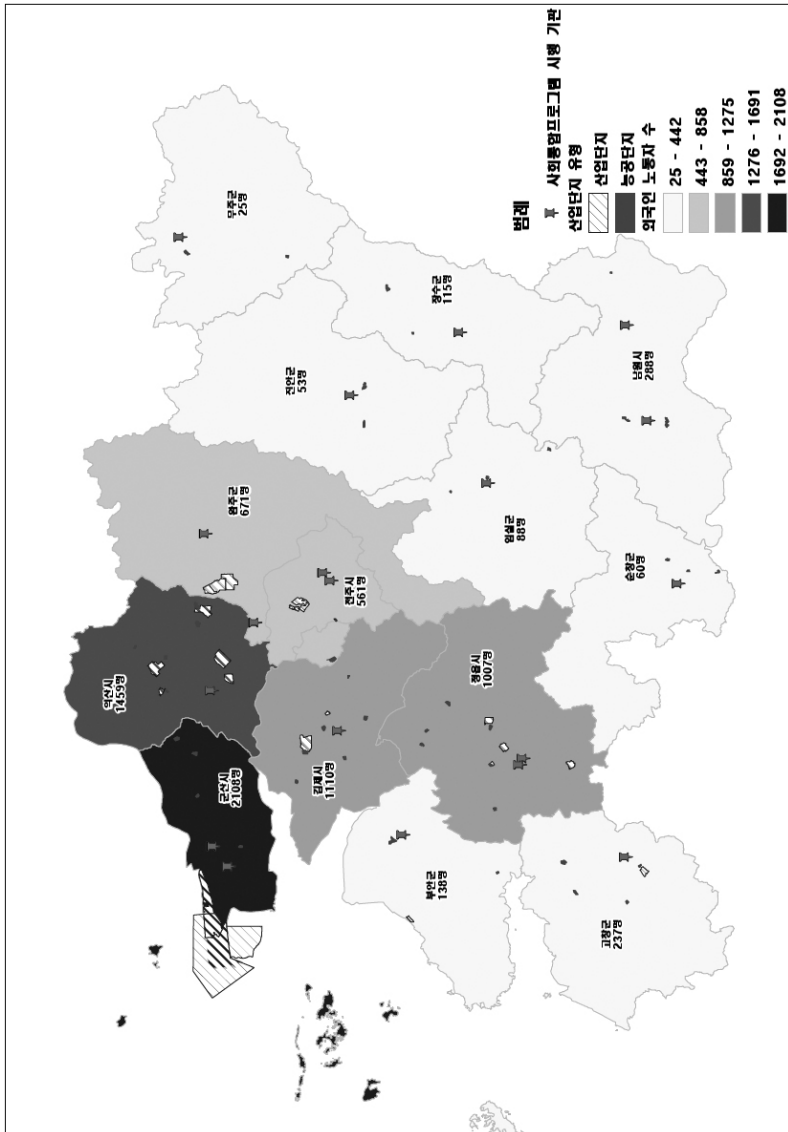 무주군
25명
장수군
115명
진안군
53명
남원시
288명
완주군
671명
임실군
88명
전주시
561명
순창군
60명
익산시
1459명
정읍시
1007명
군산시
2108명
김제시
1110명
부안군
138명
고창군
237명
범례
사회통합프로그램 시행 기관
산업단지 유형
산업단지
농공단지
외국인 노동자 수
25 - 442
443 - 858
859 - 1275
1276 - 1691
1692 - 2108